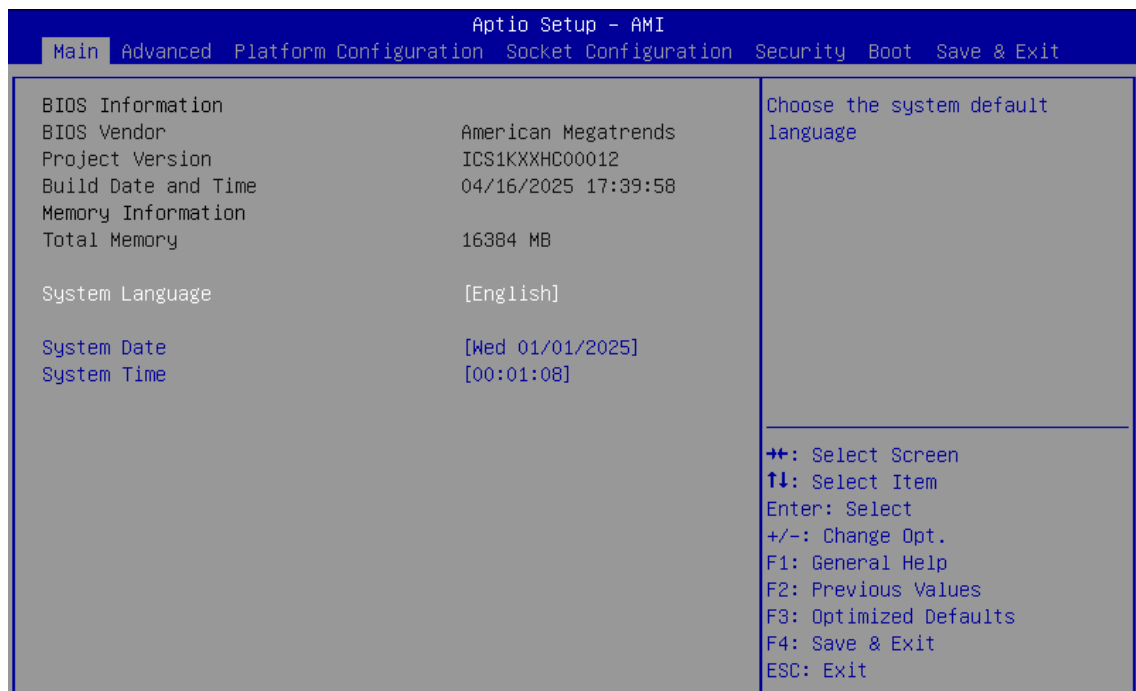 Aptio Setup – AMI
Main Advanced Platform Configuration Socket Configuration Security Boot Save & Exit
BIOS Information
BIOS Vendor American Megatrends
Project Version ICS1KXXHC00012
Build Date and Time 04/16/2025 17:39:58
Memory Information
Total Memory 16384 MB
System Language [English]
System Date [Wed 01/01/2025]
System Time [00:01:08]
Choose the system default
language
→←: Select Screen
↑↓: Select Item
Enter: Select
+/-: Change Opt.
F1: General Help
F2: Previous Values
F3: Optimized Defaults
F4: Save & Exit
ESC: Exit